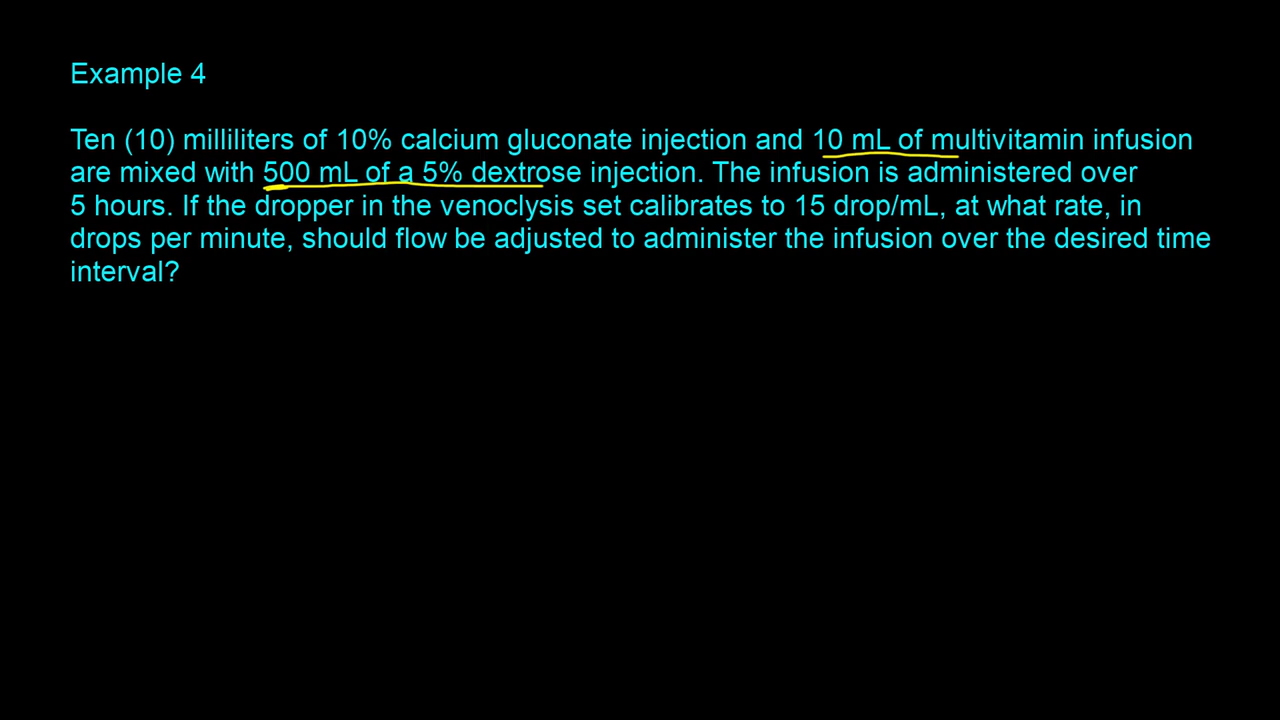 Example 4
Ten (10) milliliters of 10% calcium gluconate injection and 10 mL of multivitamin infusion
are mixed with 500 mL of a 5% dextrose injection. The infusion is administered over
5 hours. If the dropper in the venoclysis set calibrates to 15 drop/mL, at what rate, in
drops per minute, should flow be adjusted to administer the infusion over the desired time
interval?